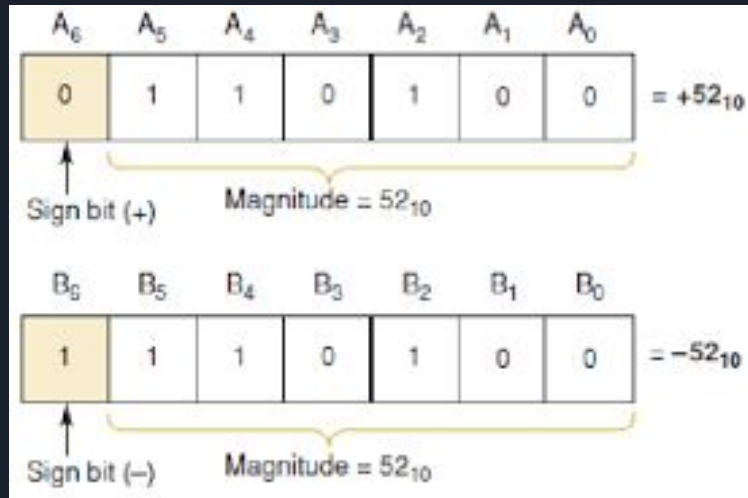 A₆ A₅ A₄ A₃ A₂ A₁ A₀
0 1 1 0 1 0 0 = +52₁₀
Sign bit (+) Magnitude = 52₁₀
B₆ B₅ B₄ B₃ B₂ B₁ B₀
1 1 1 0 1 0 0 = –52₁₀
Sign bit (–) Magnitude = 52₁₀